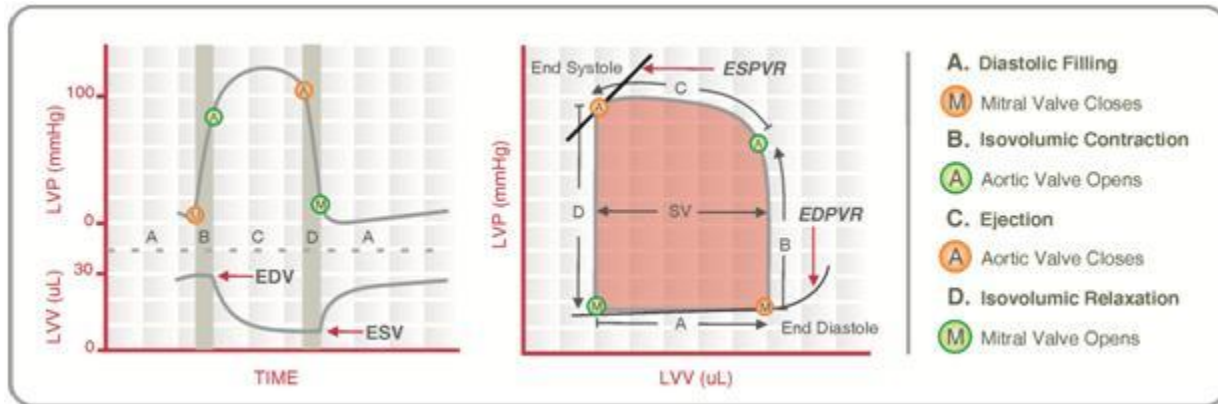 100
0
LVP (mmHg)
M
A
A
M
A
B
C
D
A
30
0
LVV (uL)
EDV
ESV
TIME
End Systole
ESPVR
C
A
A
D
SV
B
EDPVR
M
M
A
End Diastole
LVP (mmHg)
LVV (uL)
A. Diastolic Filling
M Mitral Valve Closes
B. Isovolumic Contraction
A Aortic Valve Opens
C. Ejection
A Aortic Valve Closes
D. Isovolumic Relaxation
M Mitral Valve Opens